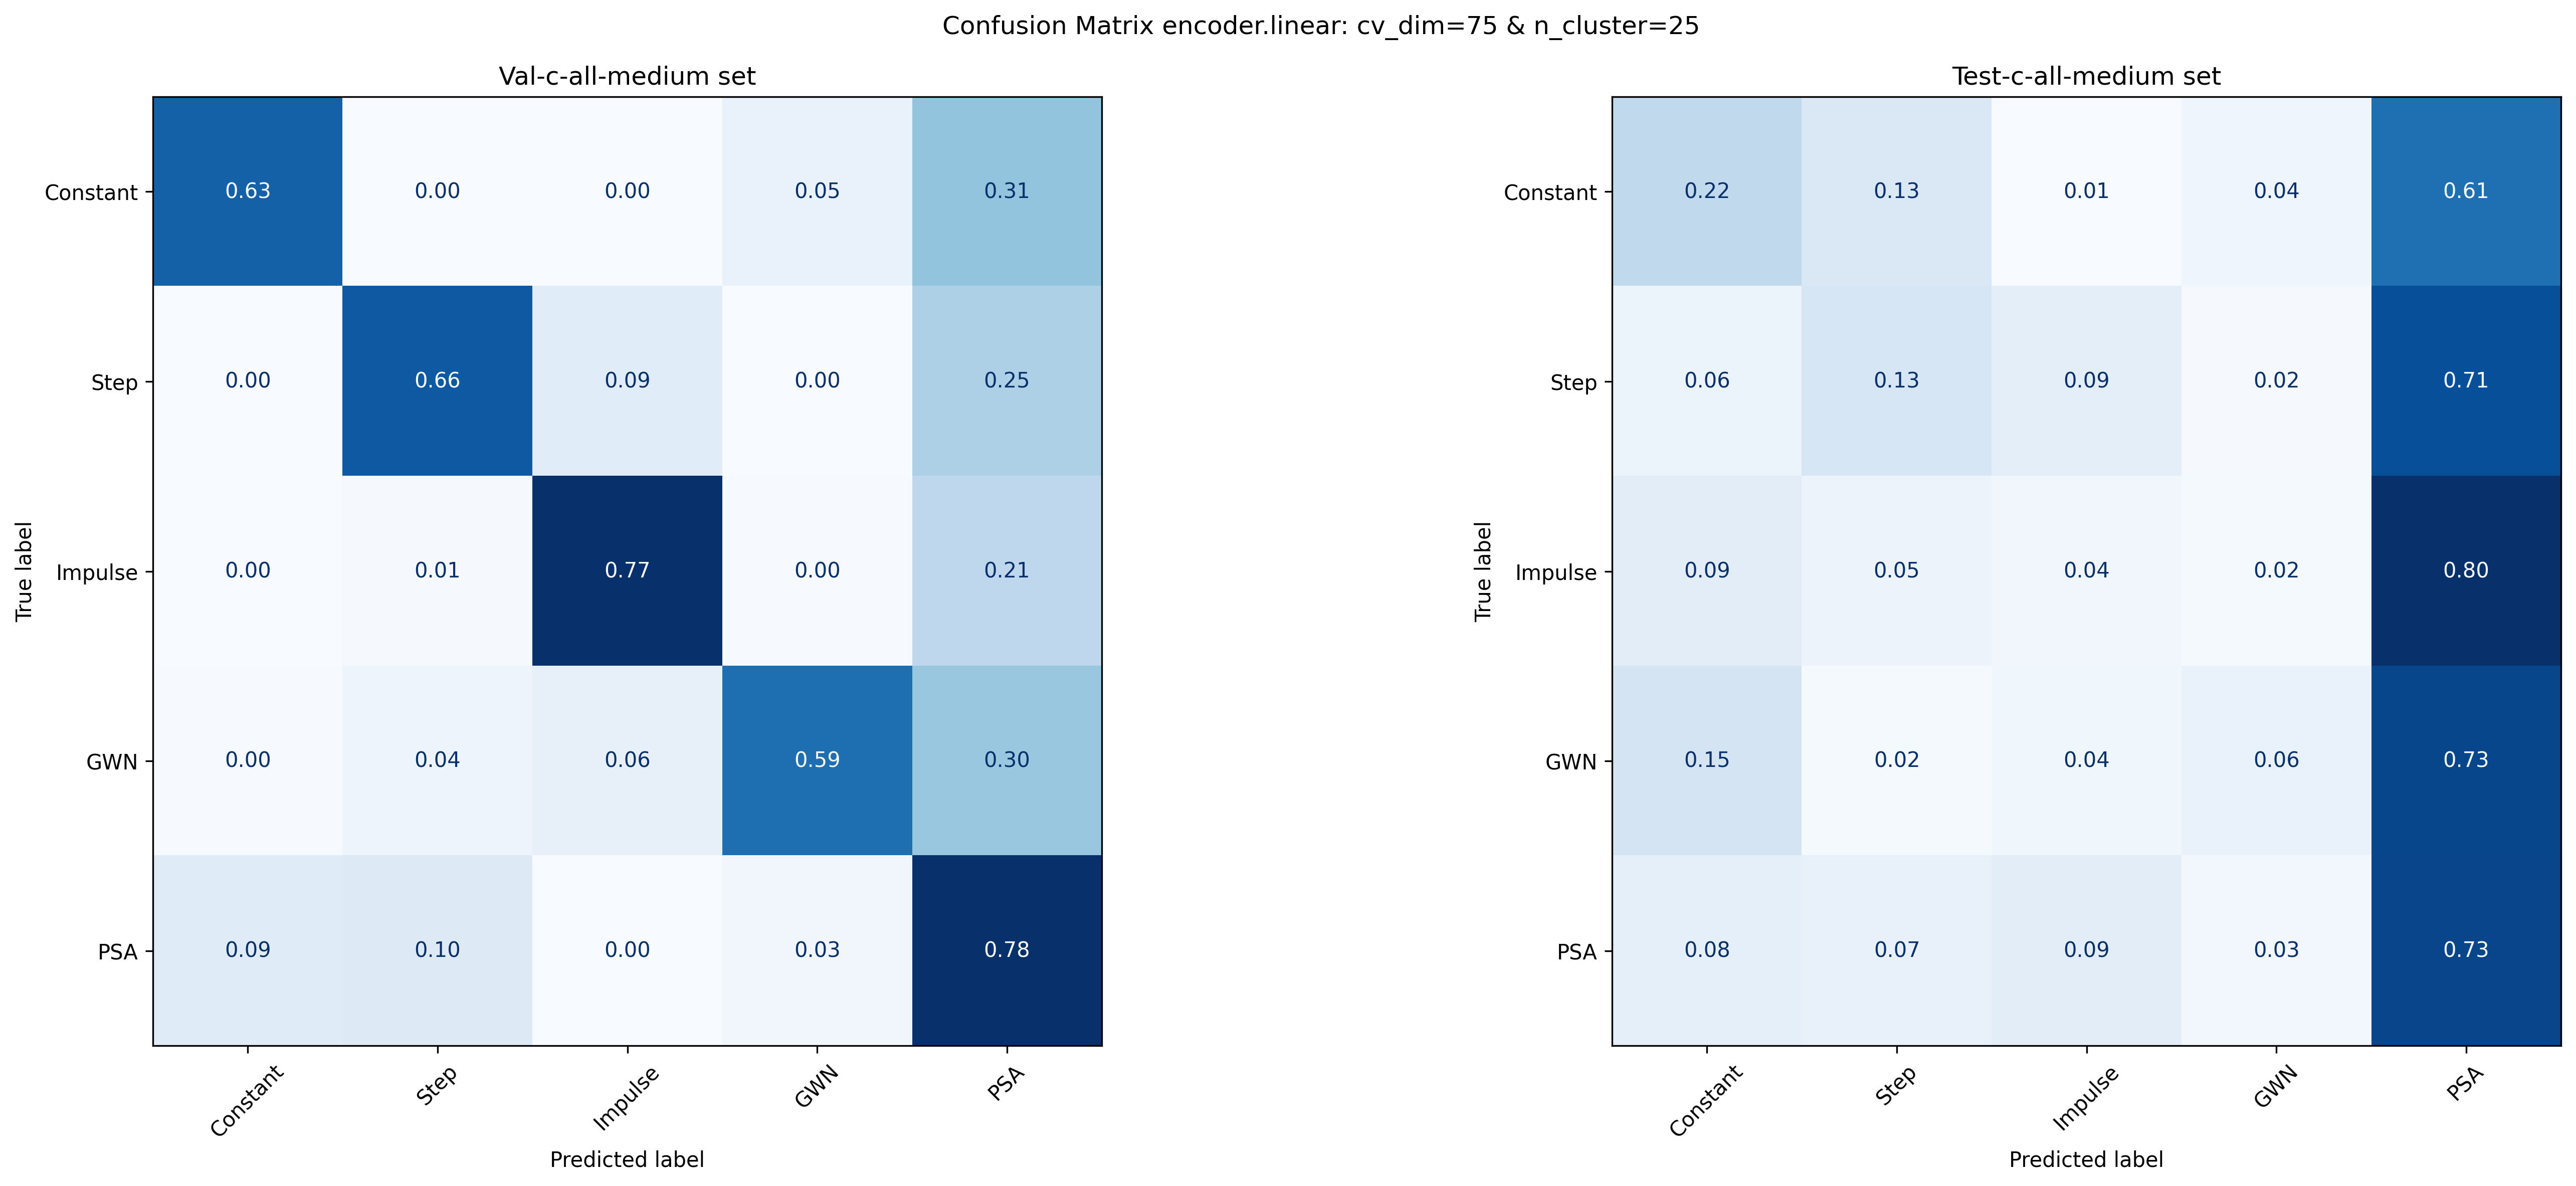 Confusion Matrix encoder.linear: cv_dim=75 & n_cluster=25
Val-c-all-medium set
True label
Constant 0.63 0.00 0.00 0.05 0.31
Step 0.00 0.66 0.09 0.00 0.25
Impulse 0.00 0.01 0.77 0.00 0.21
GWN 0.00 0.04 0.06 0.59 0.30
PSA 0.09 0.10 0.00 0.03 0.78
Constant Step Impulse GWN PSA
Predicted label
Test-c-all-medium set
True label
Constant 0.22 0.13 0.01 0.04 0.61
Step 0.06 0.13 0.09 0.02 0.71
Impulse 0.09 0.05 0.04 0.02 0.80
GWN 0.15 0.02 0.04 0.06 0.73
PSA 0.08 0.07 0.09 0.03 0.73
Constant Step Impulse GWN PSA
Predicted label